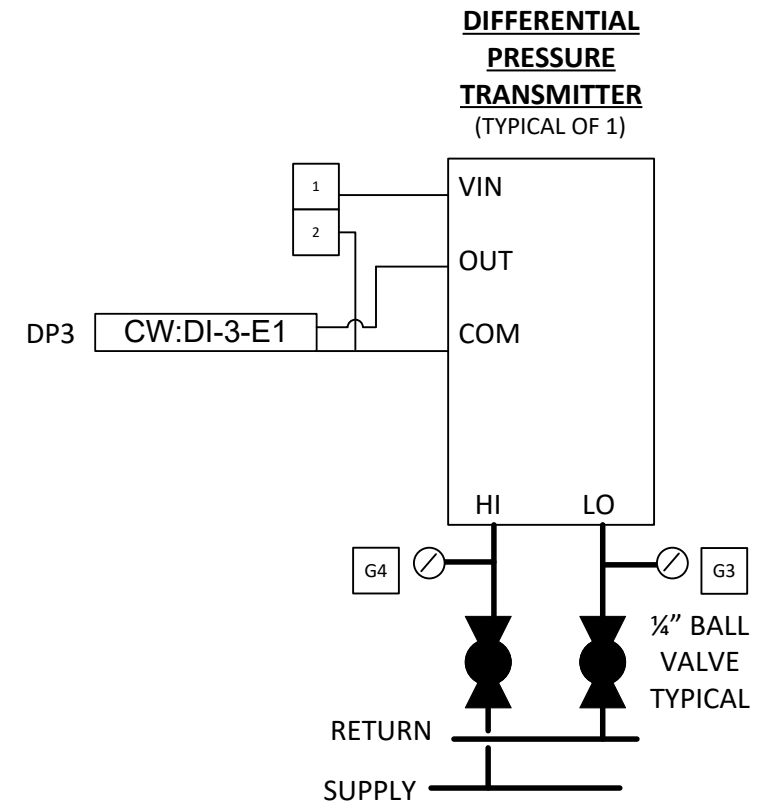 DIFFERENTIAL
PRESSURE
TRANSMITTER
(TYPICAL OF 1)
1
VIN
2
OUT
DP3
CW:DI-3-E1
COM
HI
LO
G4
G3
¼” BALL
VALVE
TYPICAL
RETURN
SUPPLY